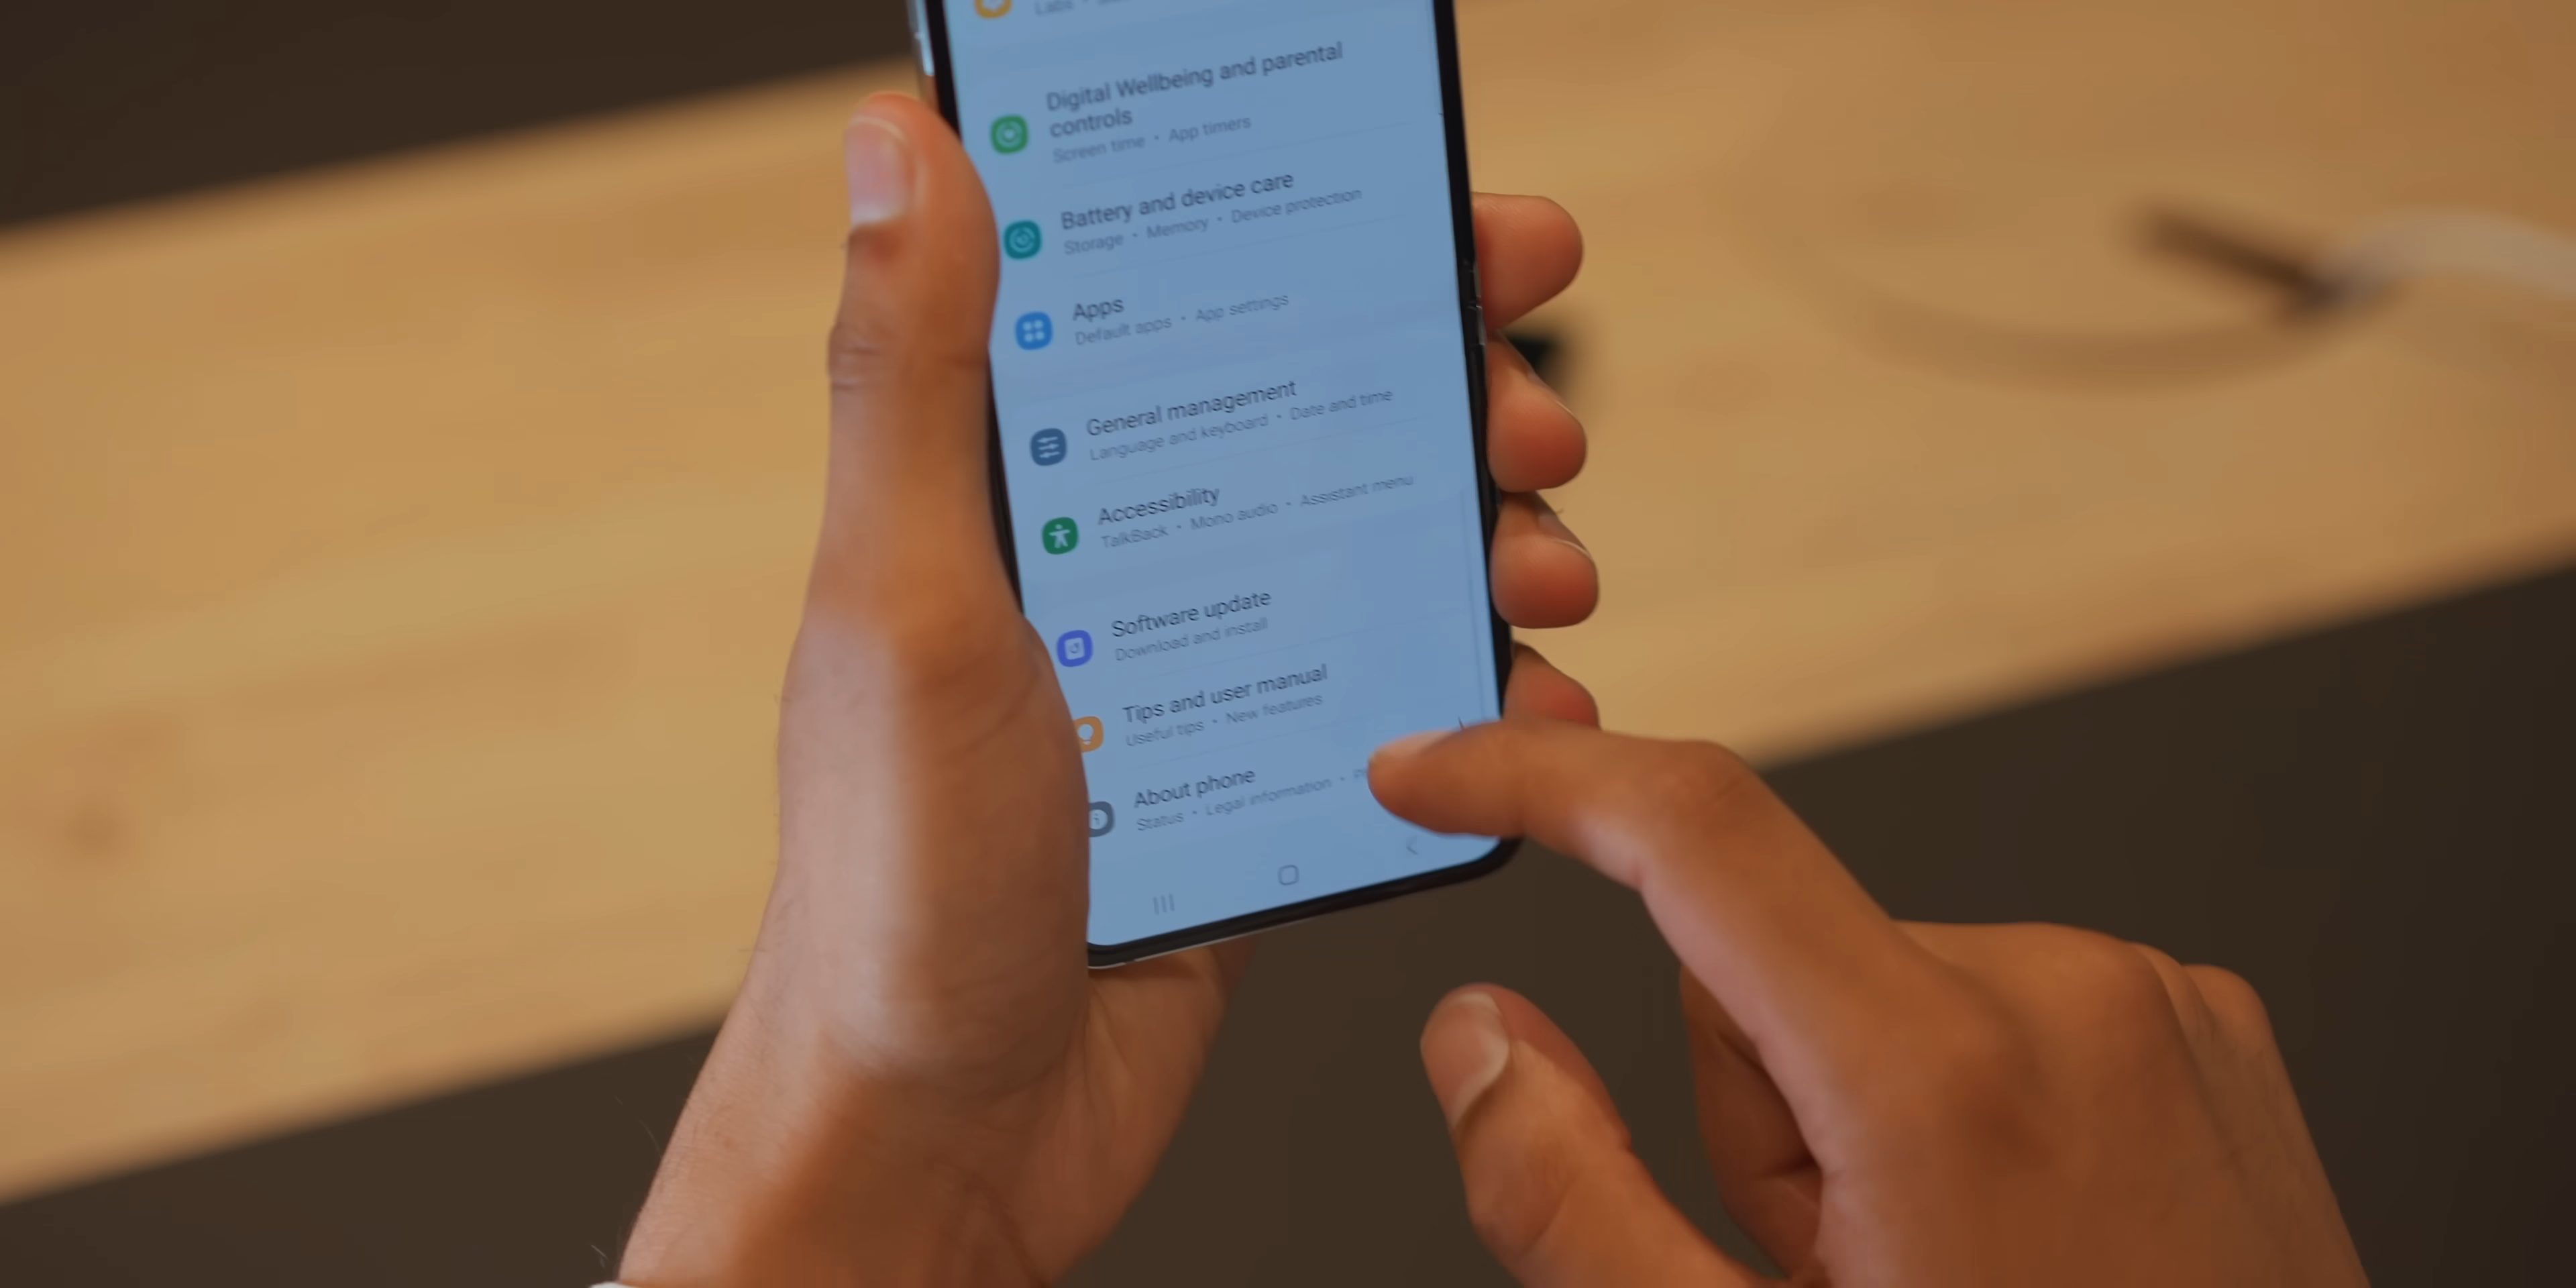 Labs
Digital Wellbeing and parental
controls
Screen time • App timers
Battery and device care
Storage • Memory • Device protection
Apps
Default apps • App settings
General management
Language and keyboard • Date and time
Accessibility
TalkBack • Mono audio • Assistant menu
Software update
Download and install
Tips and user manual
Useful tips • New features
About phone
Status • Legal information •